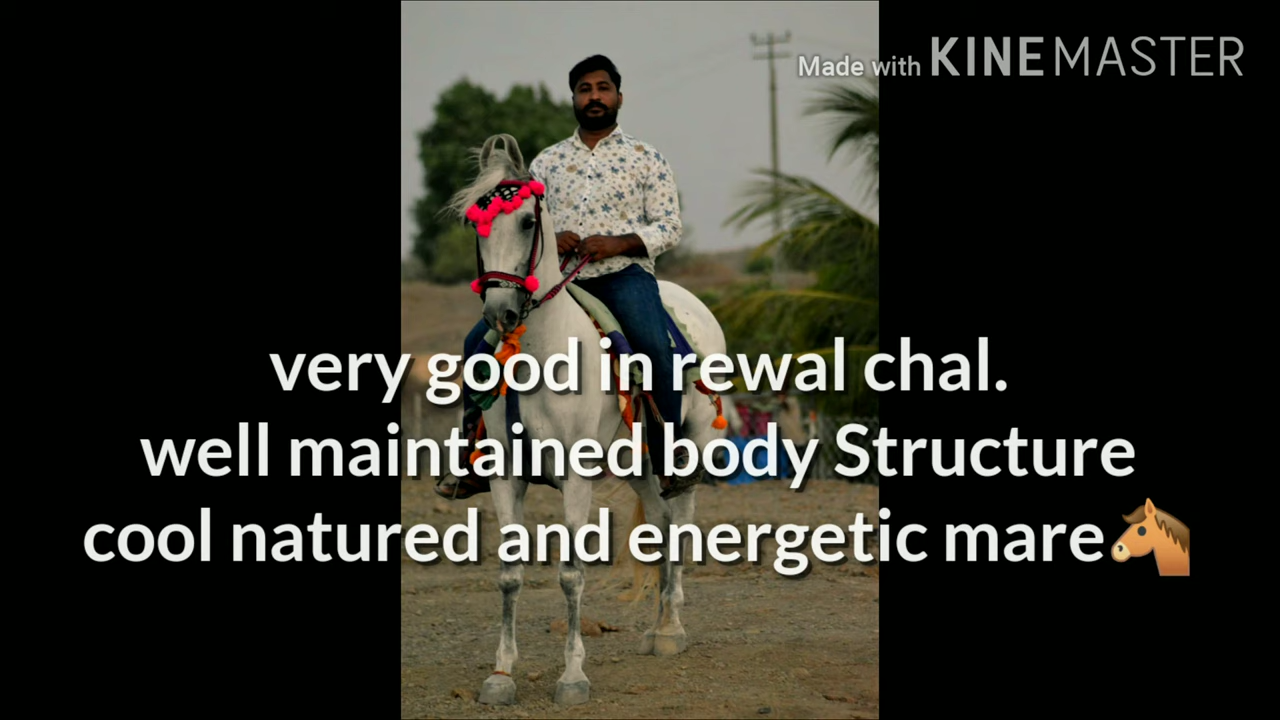 Made with KINEMASTER
very good in rewal chal.
well maintained body Structure
cool natured and energetic mare🐴